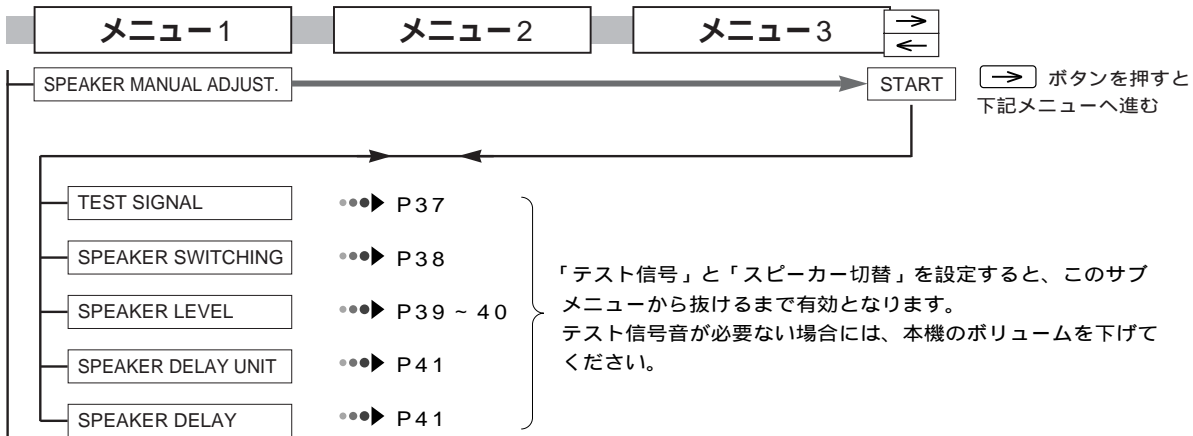 メニュー1 メニュー2 メニュー3 → ←
SPEAKER MANUAL ADJUST. START → ボタンを押すと
下記メニューへ進む
TEST SIGNAL P37
SPEAKER SWITCHING P38
SPEAKER LEVEL P39 ~ 40
SPEAKER DELAY UNIT P41
SPEAKER DELAY P41
「テスト信号」と「スピーカー切替」を設定すると、このサブ
メニューから抜けるまで有効となります。
テスト信号音が必要ない場合には、本機のボリュームを下げて
ください。